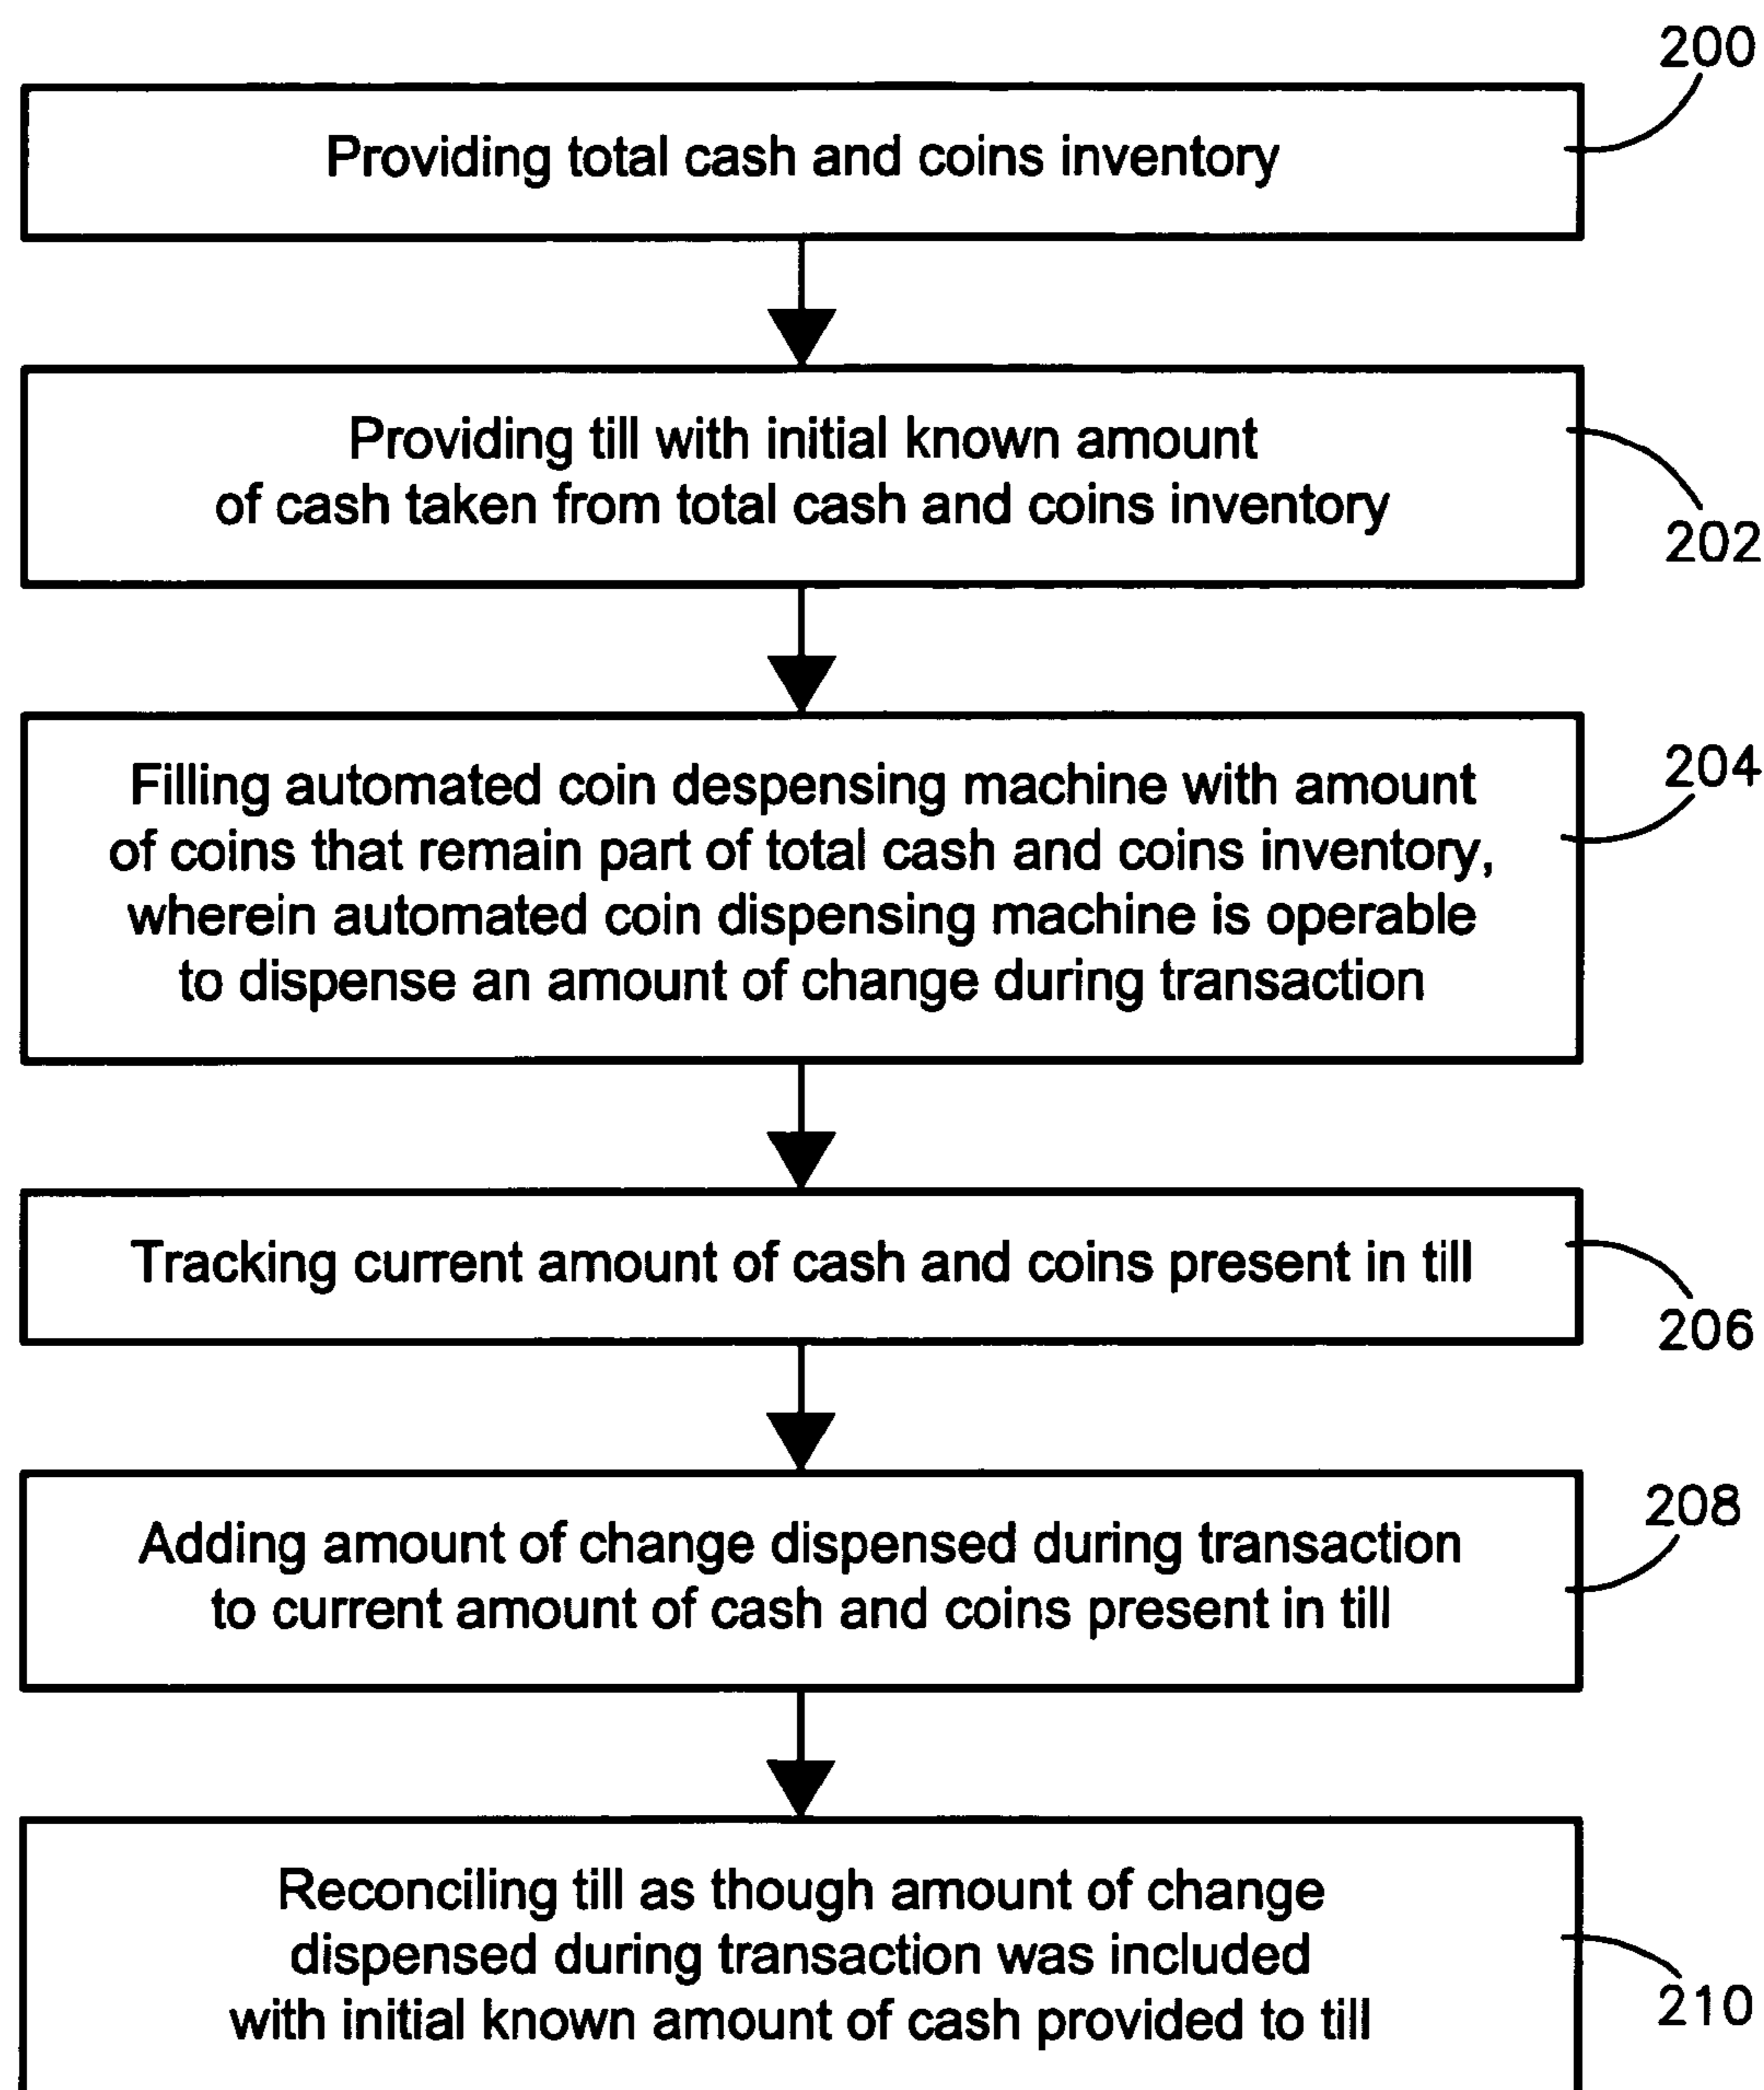 200
Providing total cash and coins inventory
Providing till with initial known amount
of cash taken from total cash and coins inventory
202
Filling automated coin despensing machine with amount
of coins that remain part of total cash and coins inventory,
wherein automated coin dispensing machine is operable
to dispense an amount of change during transaction
204
Tracking current amount of cash and coins present in till
206
Adding amount of change dispensed during transaction
to current amount of cash and coins present in till
208
Reconciling till as though amount of change
dispensed during transaction was included
with initial known amount of cash provided to till
210